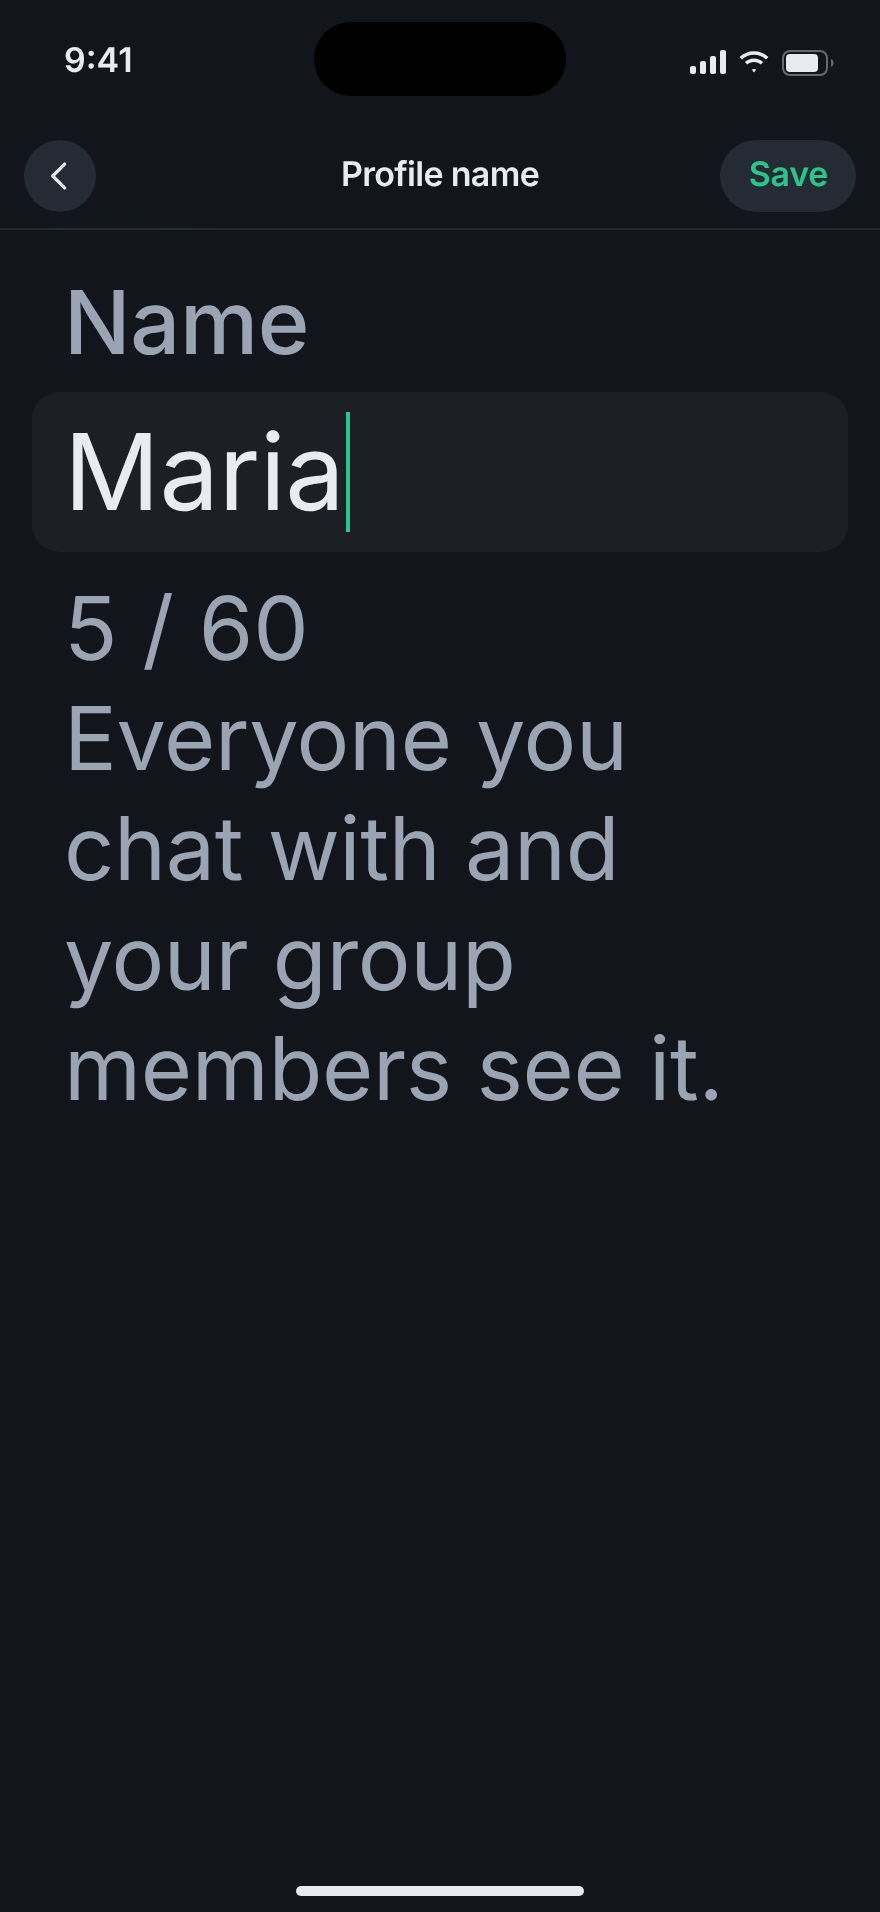 9:41
Profile name
Save
Name
Maria
5 / 60
Everyone you
chat with and
your group
members see it.